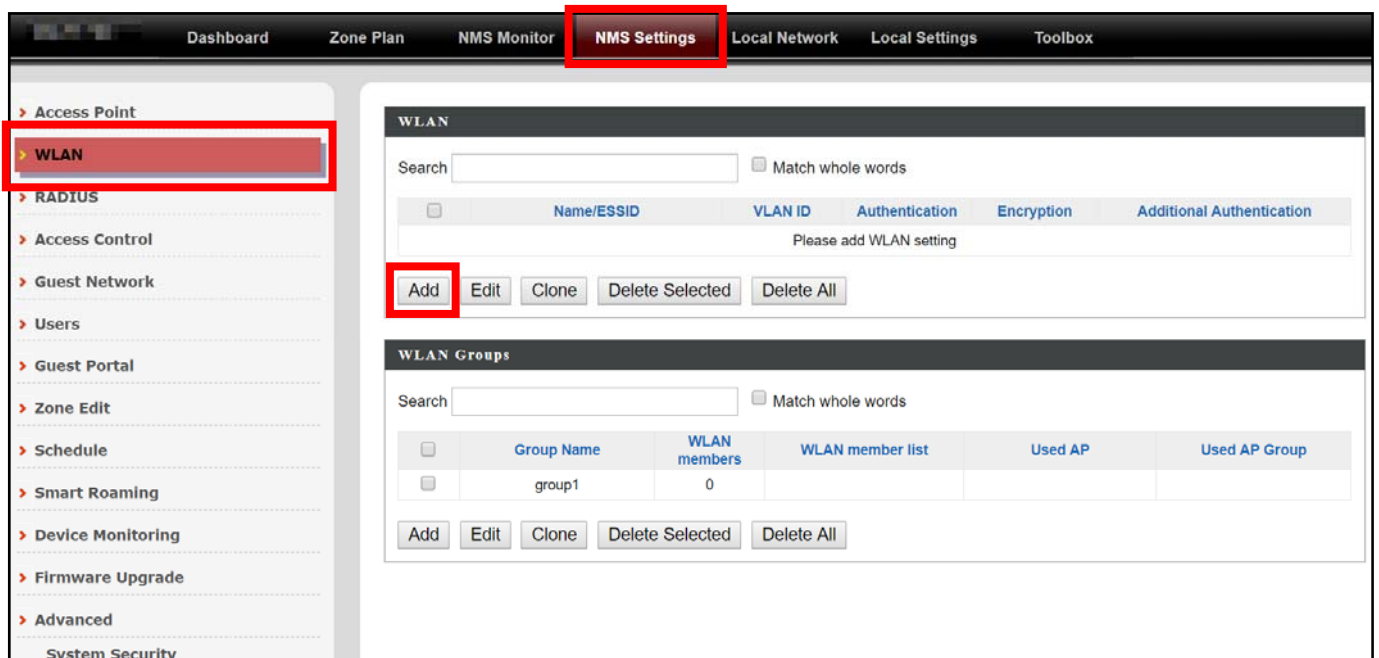 Dashboard Zone Plan NMS Monitor NMS Settings Local Network Local Settings Toolbox
Access Point
WLAN
RADIUS
Access Control
Guest Network
Users
Guest Portal
Zone Edit
Schedule
Smart Roaming
Device Monitoring
Firmware Upgrade
Advanced
System Security
WLAN
Search Match whole words
Name/ESSID VLAN ID Authentication Encryption Additional Authentication
Please add WLAN setting
Add Edit Clone Delete Selected Delete All
WLAN Groups
Search Match whole words
Group Name WLAN members WLAN member list Used AP Used AP Group
group1 0
Add Edit Clone Delete Selected Delete All